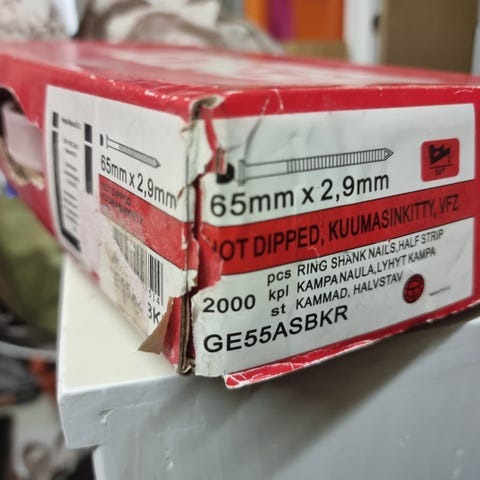 65mm x 2,9mm
65mm x 2,9mm
34°
HOT DIPPED, KUUMASINKITTY, VFZ
2000
pcs RING SHANK NAILS,HALF STRIP
kpl KAMPANAULA,LYHYT KAMPA
st KAMMAD, HALVSTAV
GE55ASBKR